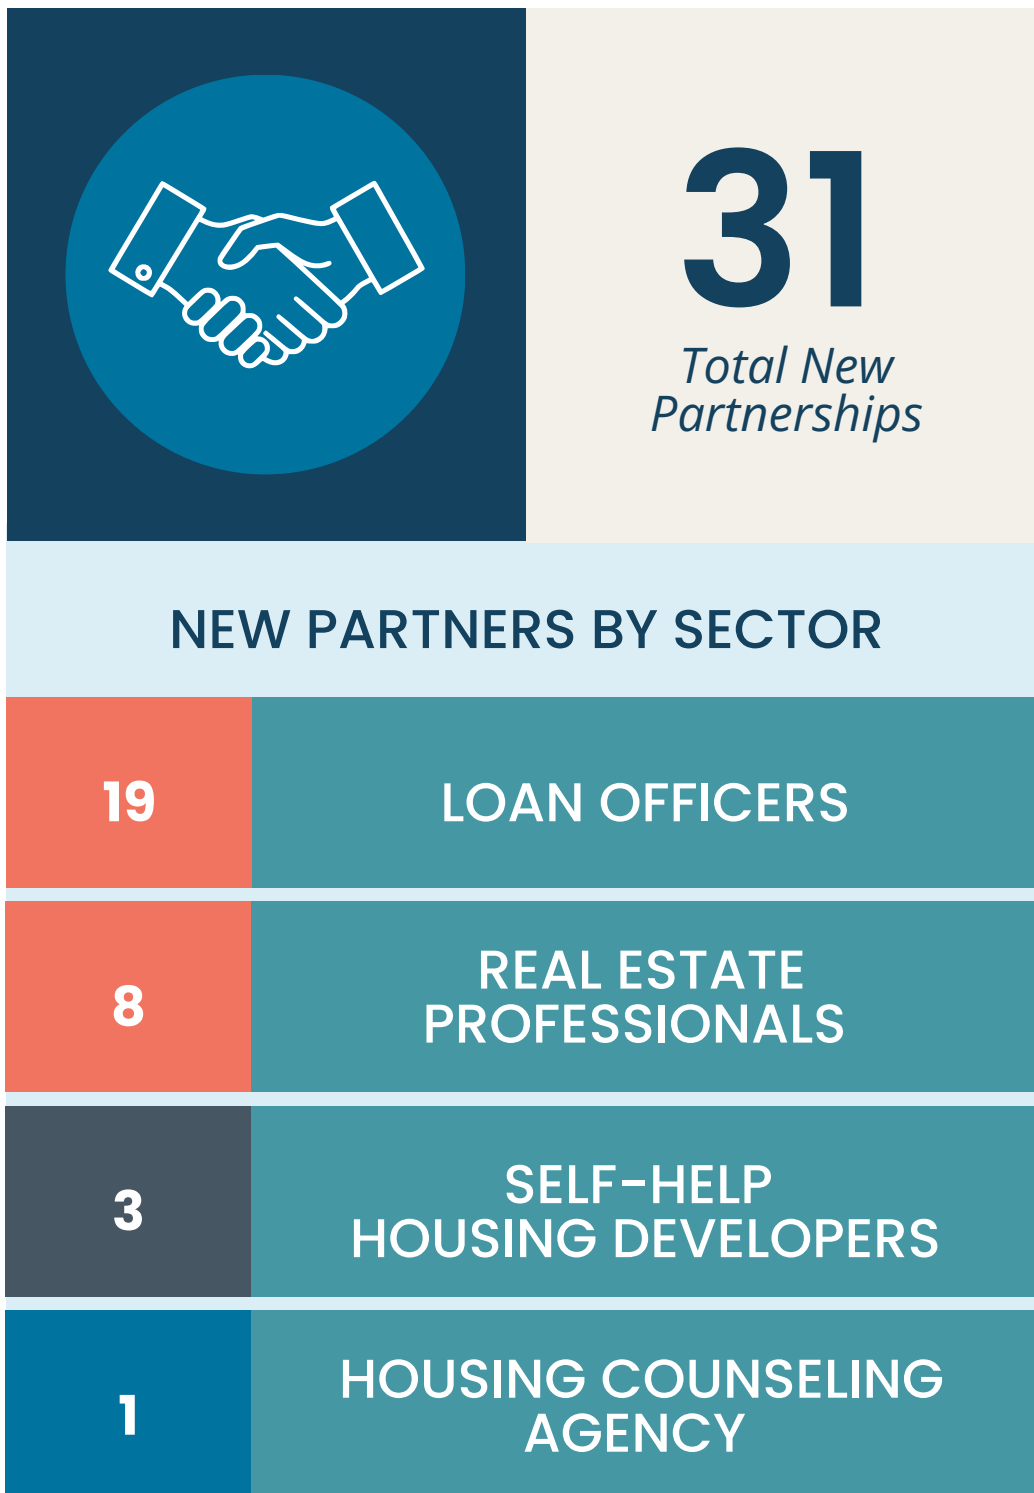 31
Total New
Partnerships
NEW PARTNERS BY SECTOR
19
LOAN OFFICERS
8
REAL ESTATE
PROFESSIONALS
3
SELF-HELP
HOUSING DEVELOPERS
1
HOUSING COUNSELING
AGENCY